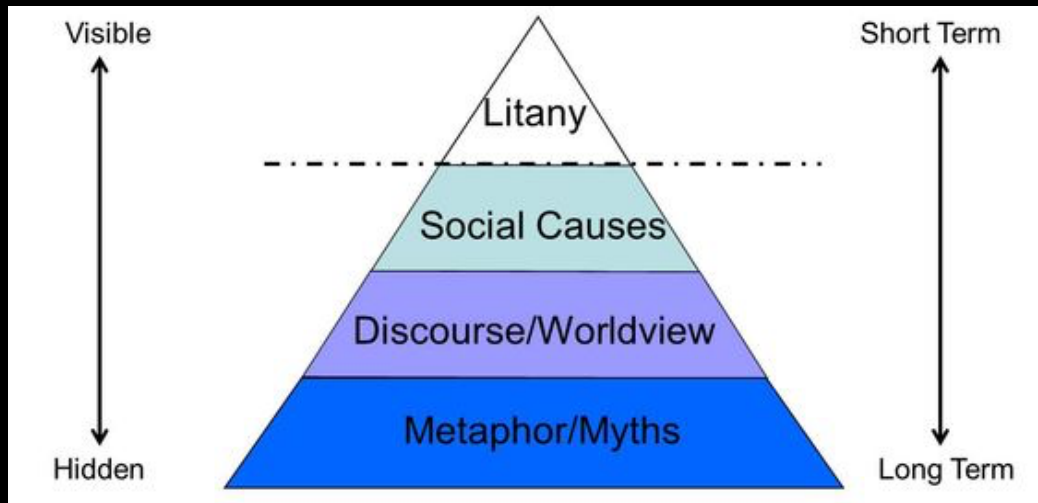 Visible
Short Term
Litany
Social Causes
Discourse/Worldview
Metaphor/Myths
Hidden
Long Term